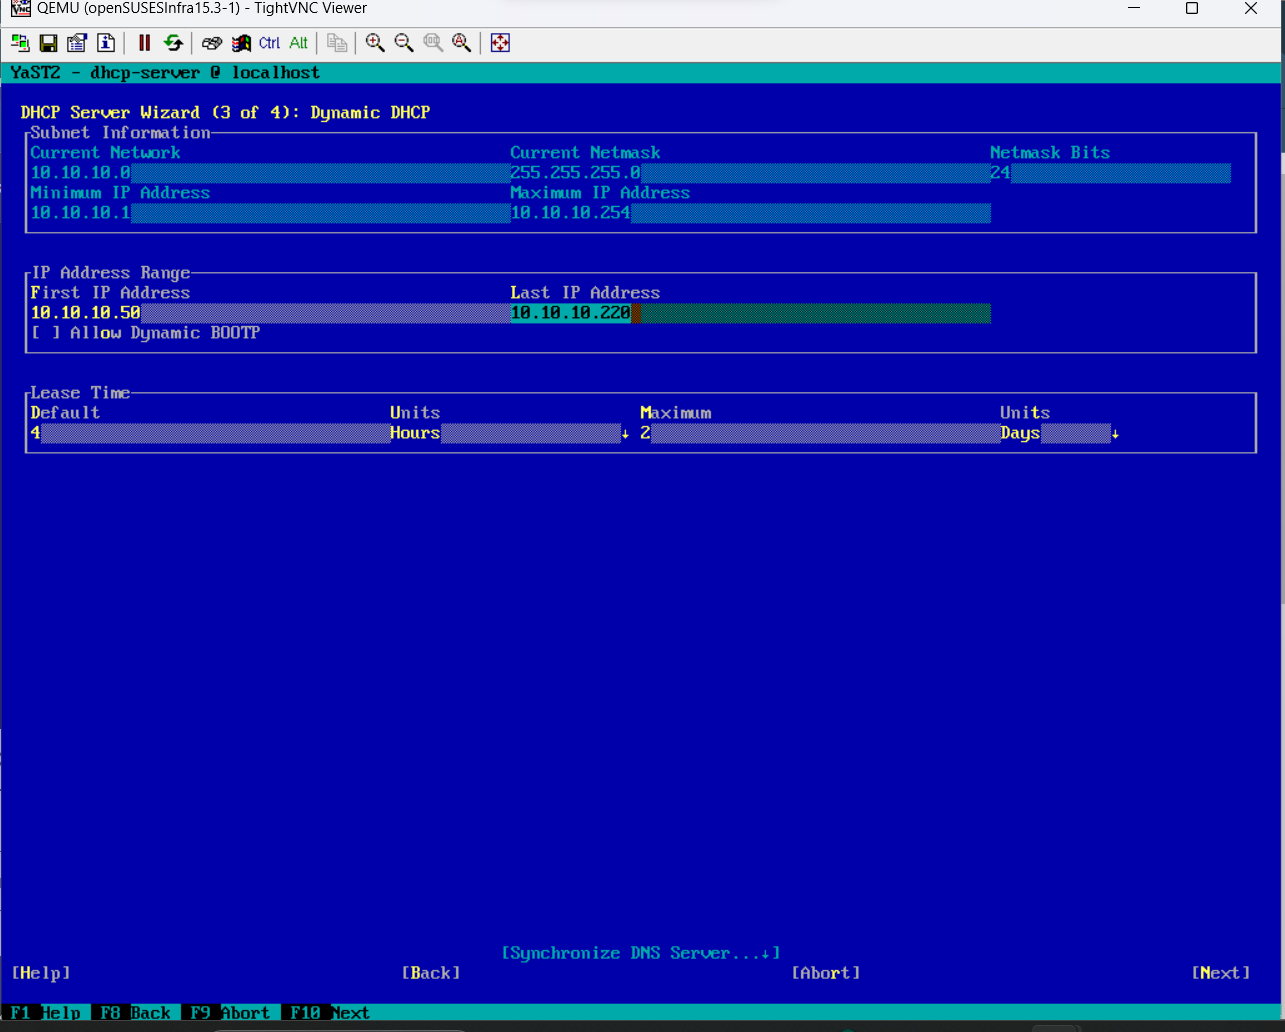 QEMU (openSUSESInfra15.3-1) - TightVNC Viewer
Ctrl Alt
YaST2 - dhcp-server @ localhost
DHCP Server Wizard (3 of 4): Dynamic DHCP
Subnet Information
Current Network Current Netmask Netmask Bits
10.10.10.0 255.255.255.0 24
Minimum IP Address Maximum IP Address
10.10.10.1 10.10.10.254
IP Address Range
First IP Address Last IP Address
10.10.10.50 10.10.10.220
[ ] Allow Dynamic BOOTP
Lease Time
Default Units Maximum Units
4 Hours↓ 2 Days↓
[Synchronize DNS Server...↓]
[Help] [Back] [Abort] [Next]
F1 Help F8 Back F9 Abort F10 Next